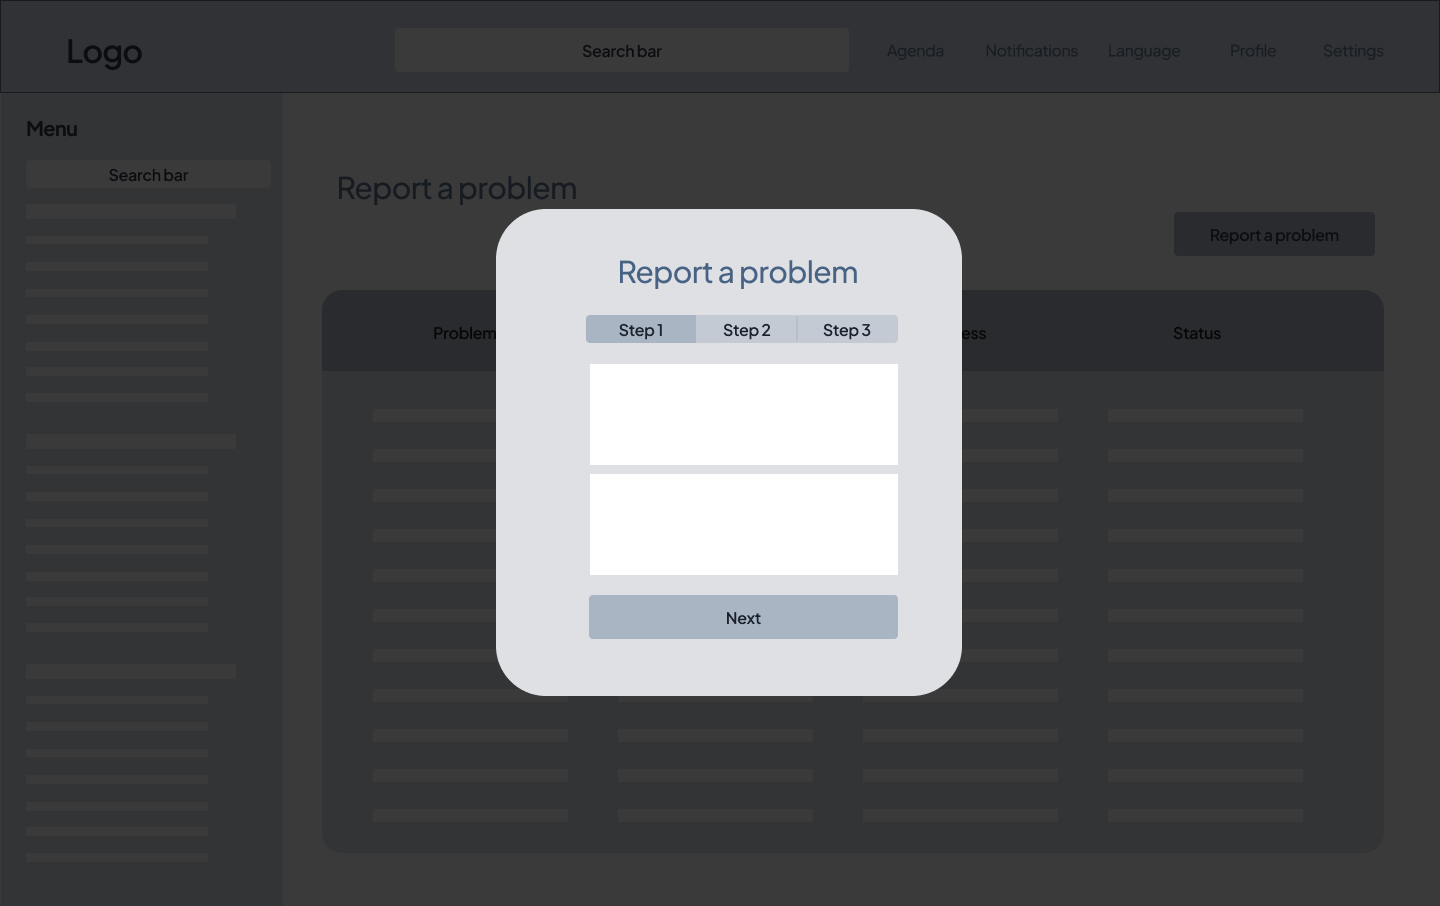 Logo
Search bar
Agenda
Notifications
Language
Profile
Settings
Menu
Search bar
Report a problem
Report a problem
Problem
ess
Status
Report a problem
Step 1
Step 2
Step 3
Next